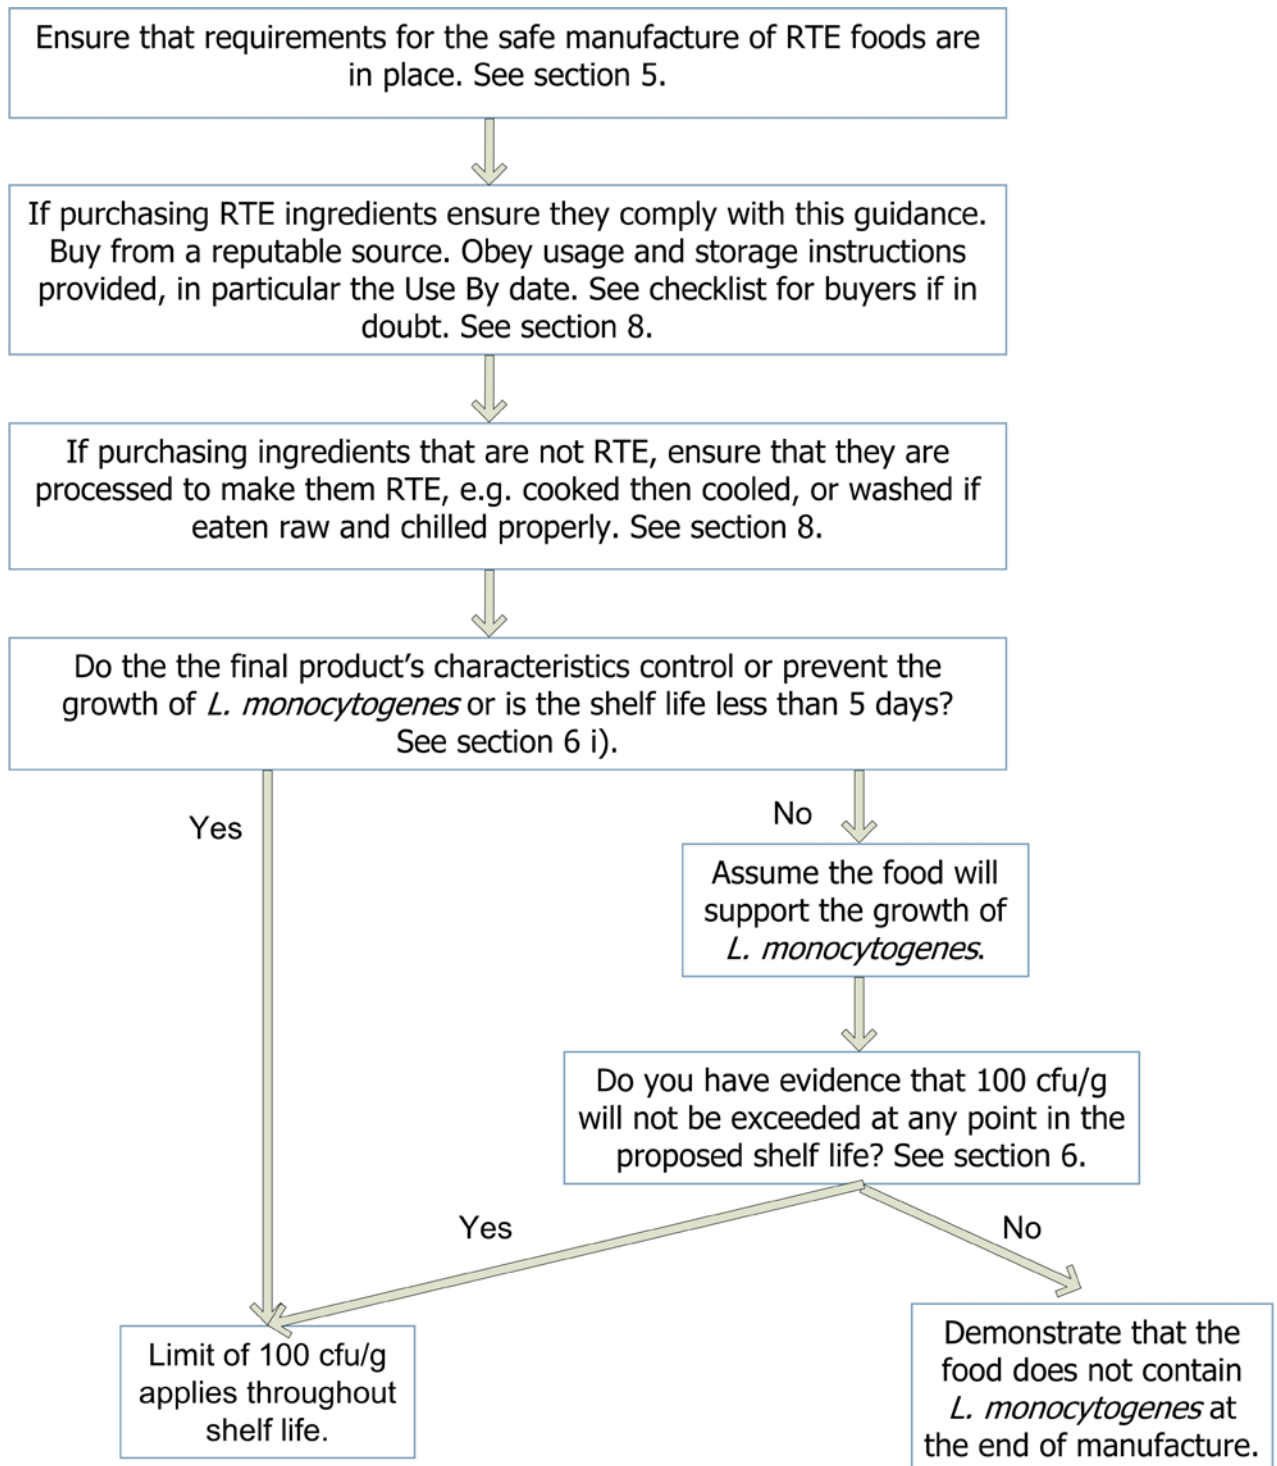 Ensure that requirements for the safe manufacture of RTE foods are
in place. See section 5.
If purchasing RTE ingredients ensure they comply with this guidance.
Buy from a reputable source. Obey usage and storage instructions
provided, in particular the Use By date. See checklist for buyers if in
doubt. See section 8.
If purchasing ingredients that are not RTE, ensure that they are
processed to make them RTE, e.g. cooked then cooled, or washed if
eaten raw and chilled properly. See section 8.
Do the the final product’s characteristics control or prevent the
growth of L. monocytogenes or is the shelf life less than 5 days?
See section 6 i).
Yes
No
Assume the food will
support the growth of
L. monocytogenes.
Do you have evidence that 100 cfu/g
will not be exceeded at any point in the
proposed shelf life? See section 6.
Yes
No
Limit of 100 cfu/g
applies throughout
shelf life.
Demonstrate that the
food does not contain
L. monocytogenes at
the end of manufacture.